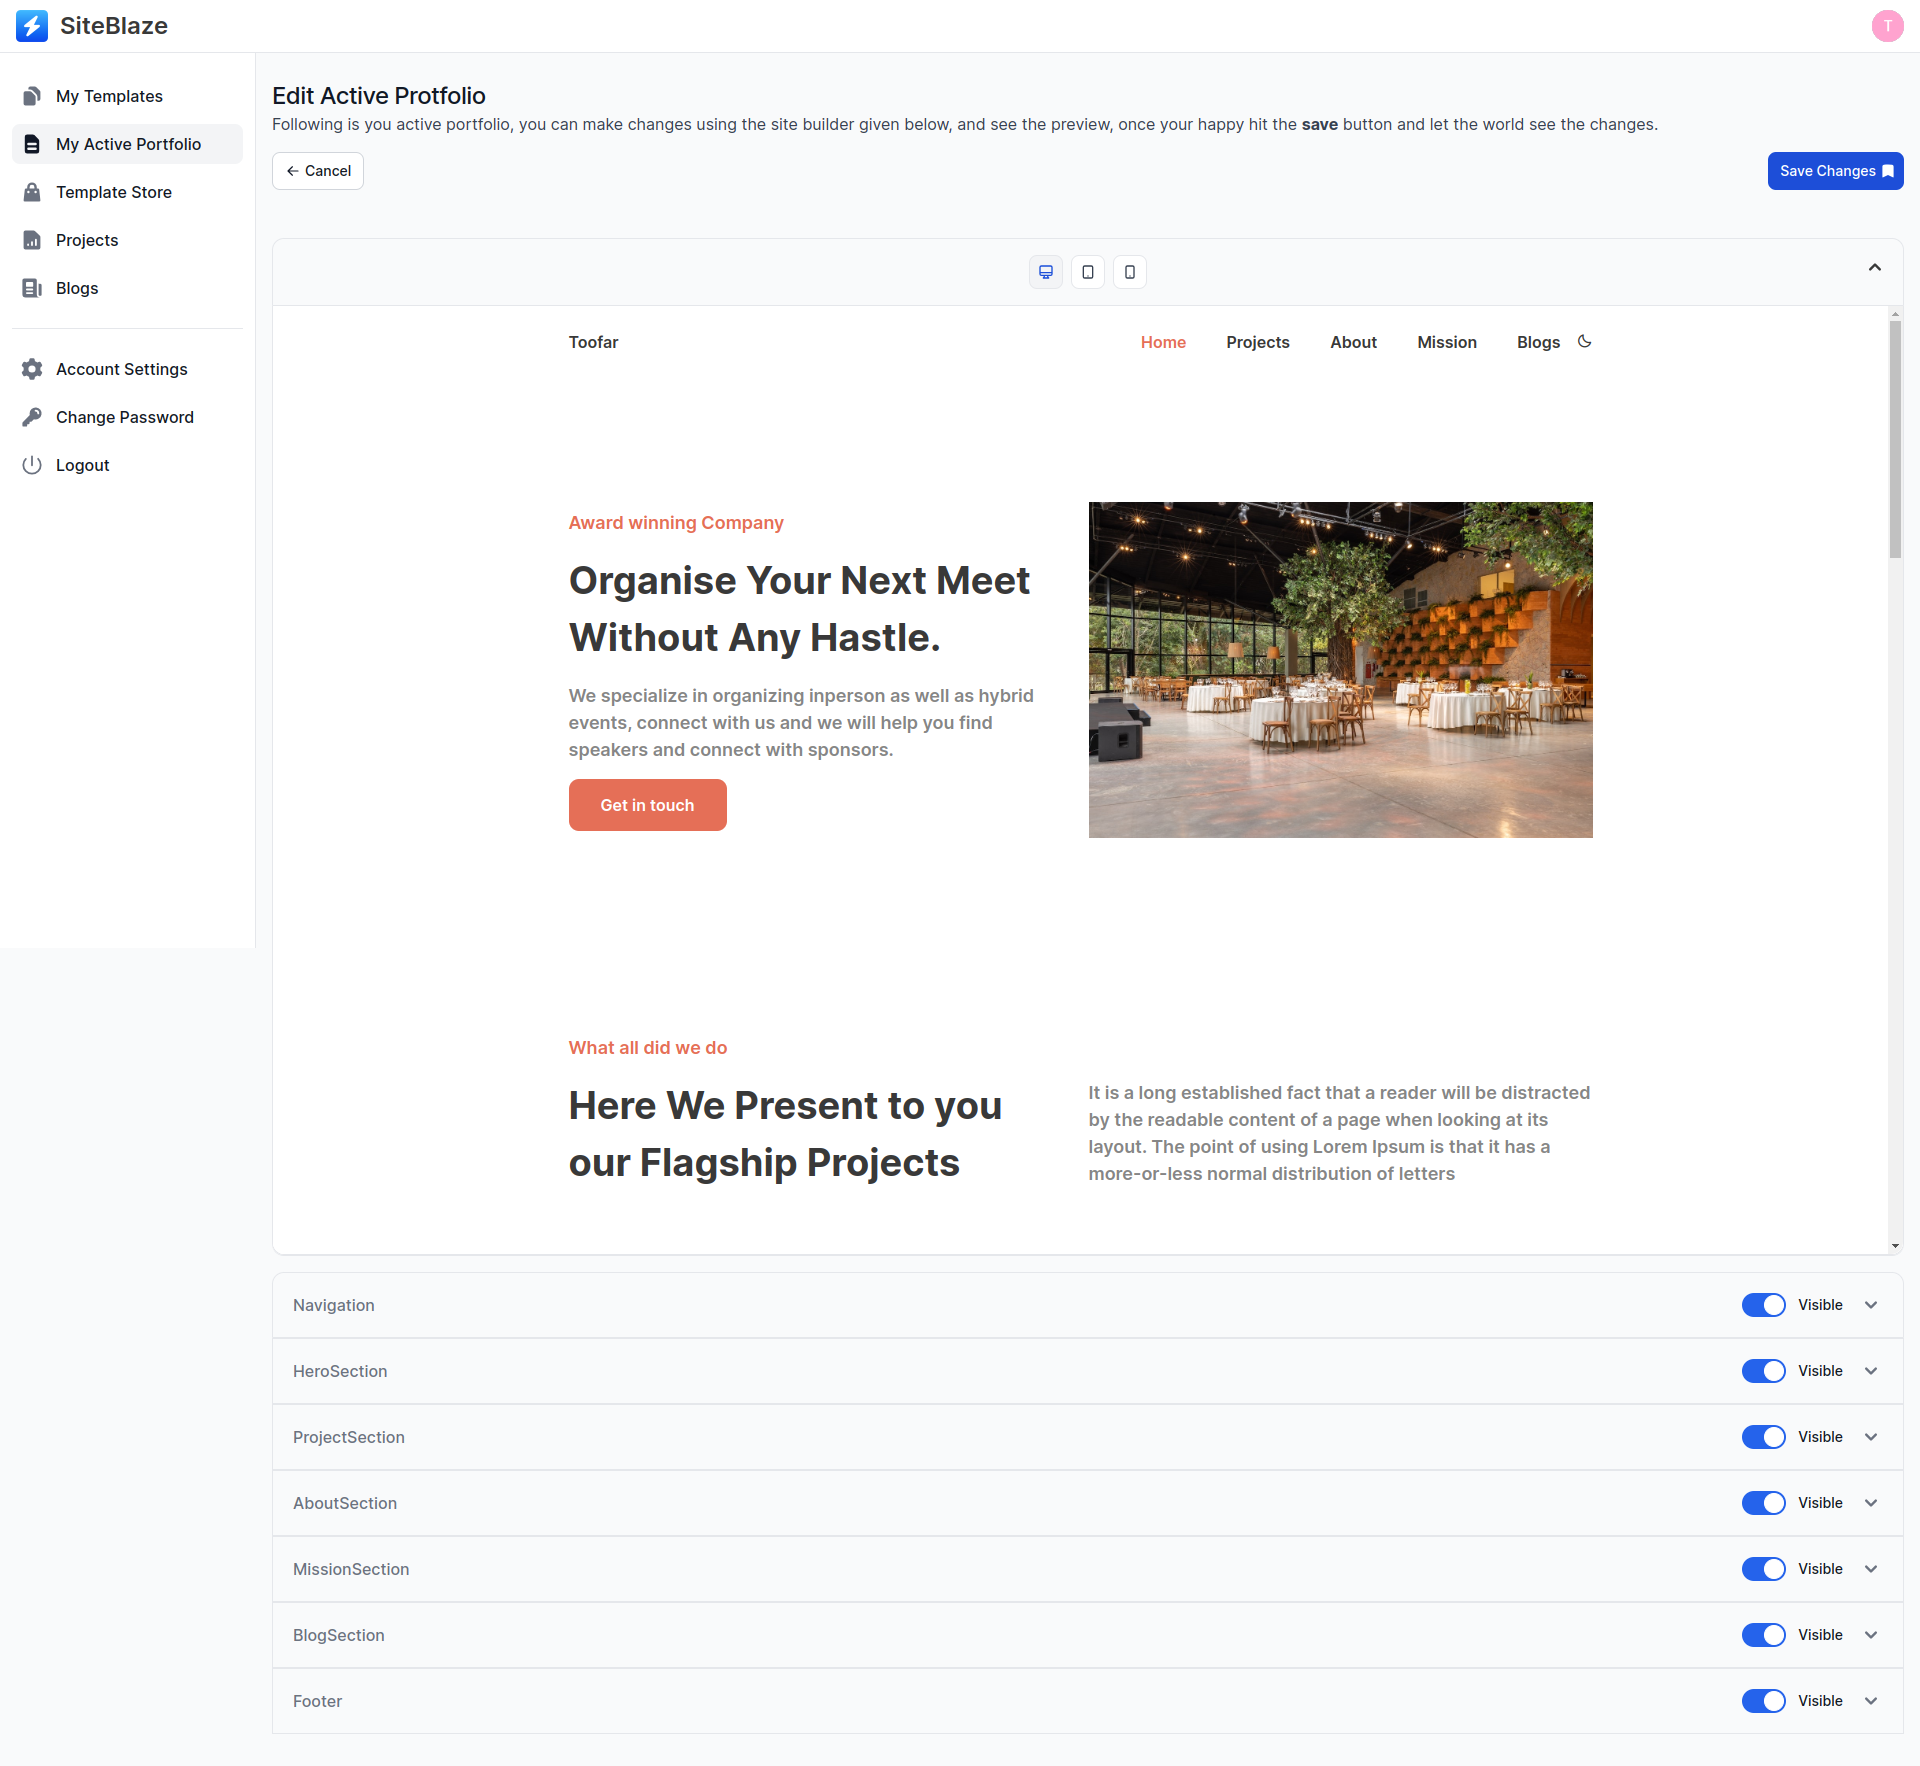 SiteBlaze
T
My Templates
My Active Portfolio
Template Store
Projects
Blogs
Account Settings
Change Password
Logout
Edit Active Protfolio
Following is you active portfolio, you can make changes using the site builder given below, and see the preview, once your happy hit the save button and let the world see the changes.
Cancel
Save Changes
Toofar
Home Projects About Mission Blogs
Award winning Company
Organise Your Next Meet
Without Any Hastle.
We specialize in organizing inperson as well as hybrid
events, connect with us and we will help you find
speakers and connect with sponsors.
Get in touch
What all did we do
Here We Present to you
our Flagship Projects
It is a long established fact that a reader will be distracted
by the readable content of a page when looking at its
layout. The point of using Lorem Ipsum is that it has a
more-or-less normal distribution of letters
Navigation Visible
HeroSection Visible
ProjectSection Visible
AboutSection Visible
MissionSection Visible
BlogSection Visible
Footer Visible